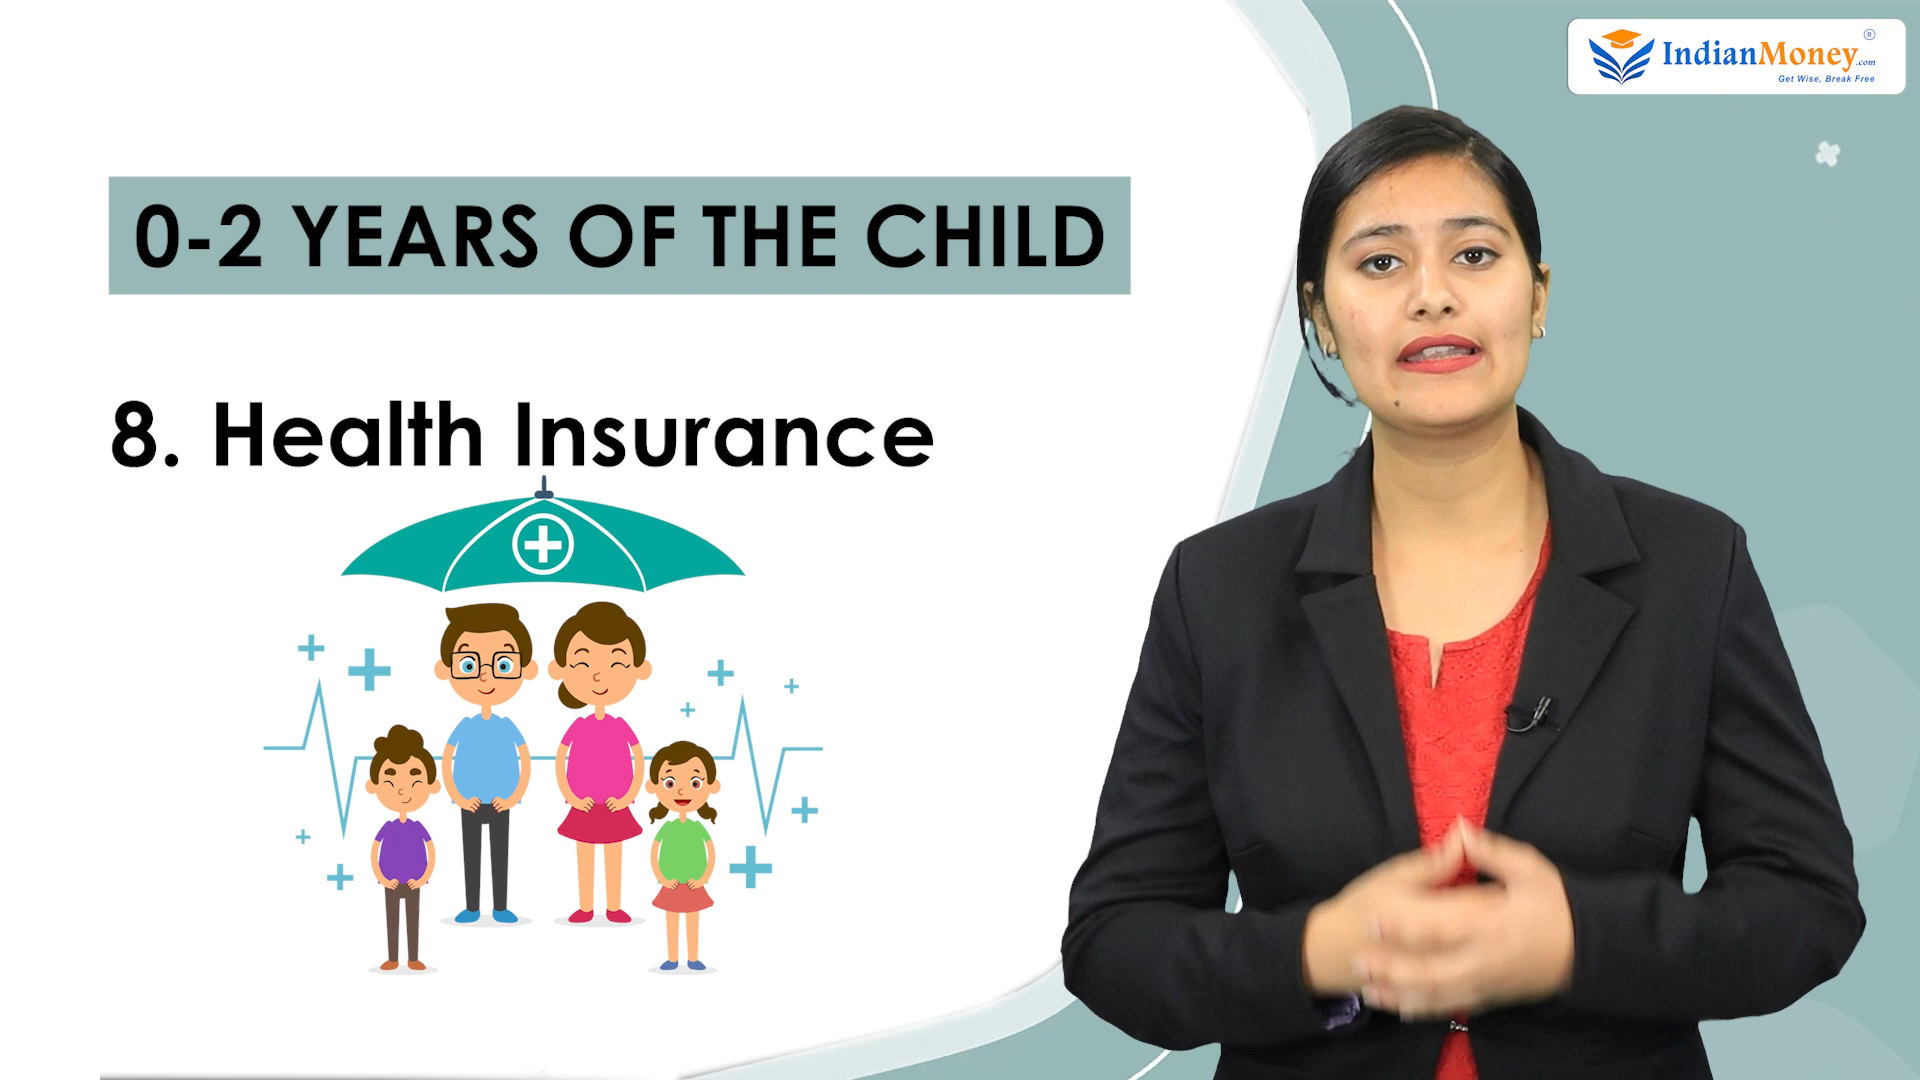 IndianMoney.com
®
Get Wise, Break Free
0-2 YEARS OF THE CHILD
8. Health Insurance